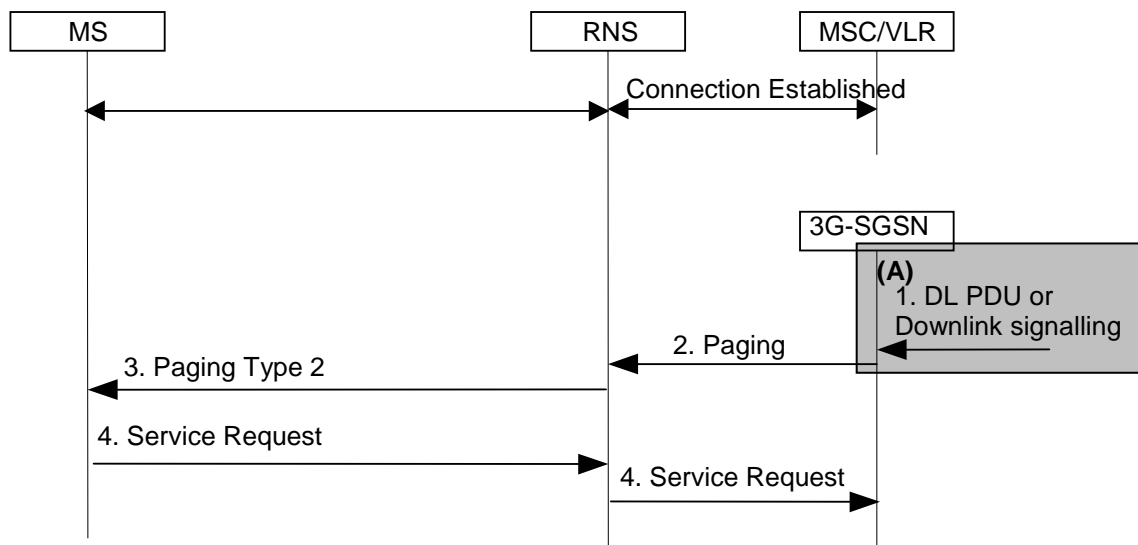 MS
RNS
MSC/VLR
Connection Established
3G-SGSN
(A)
1. DL PDU or
Downlink signalling
2. Paging
3. Paging Type 2
4. Service Request
4. Service Request